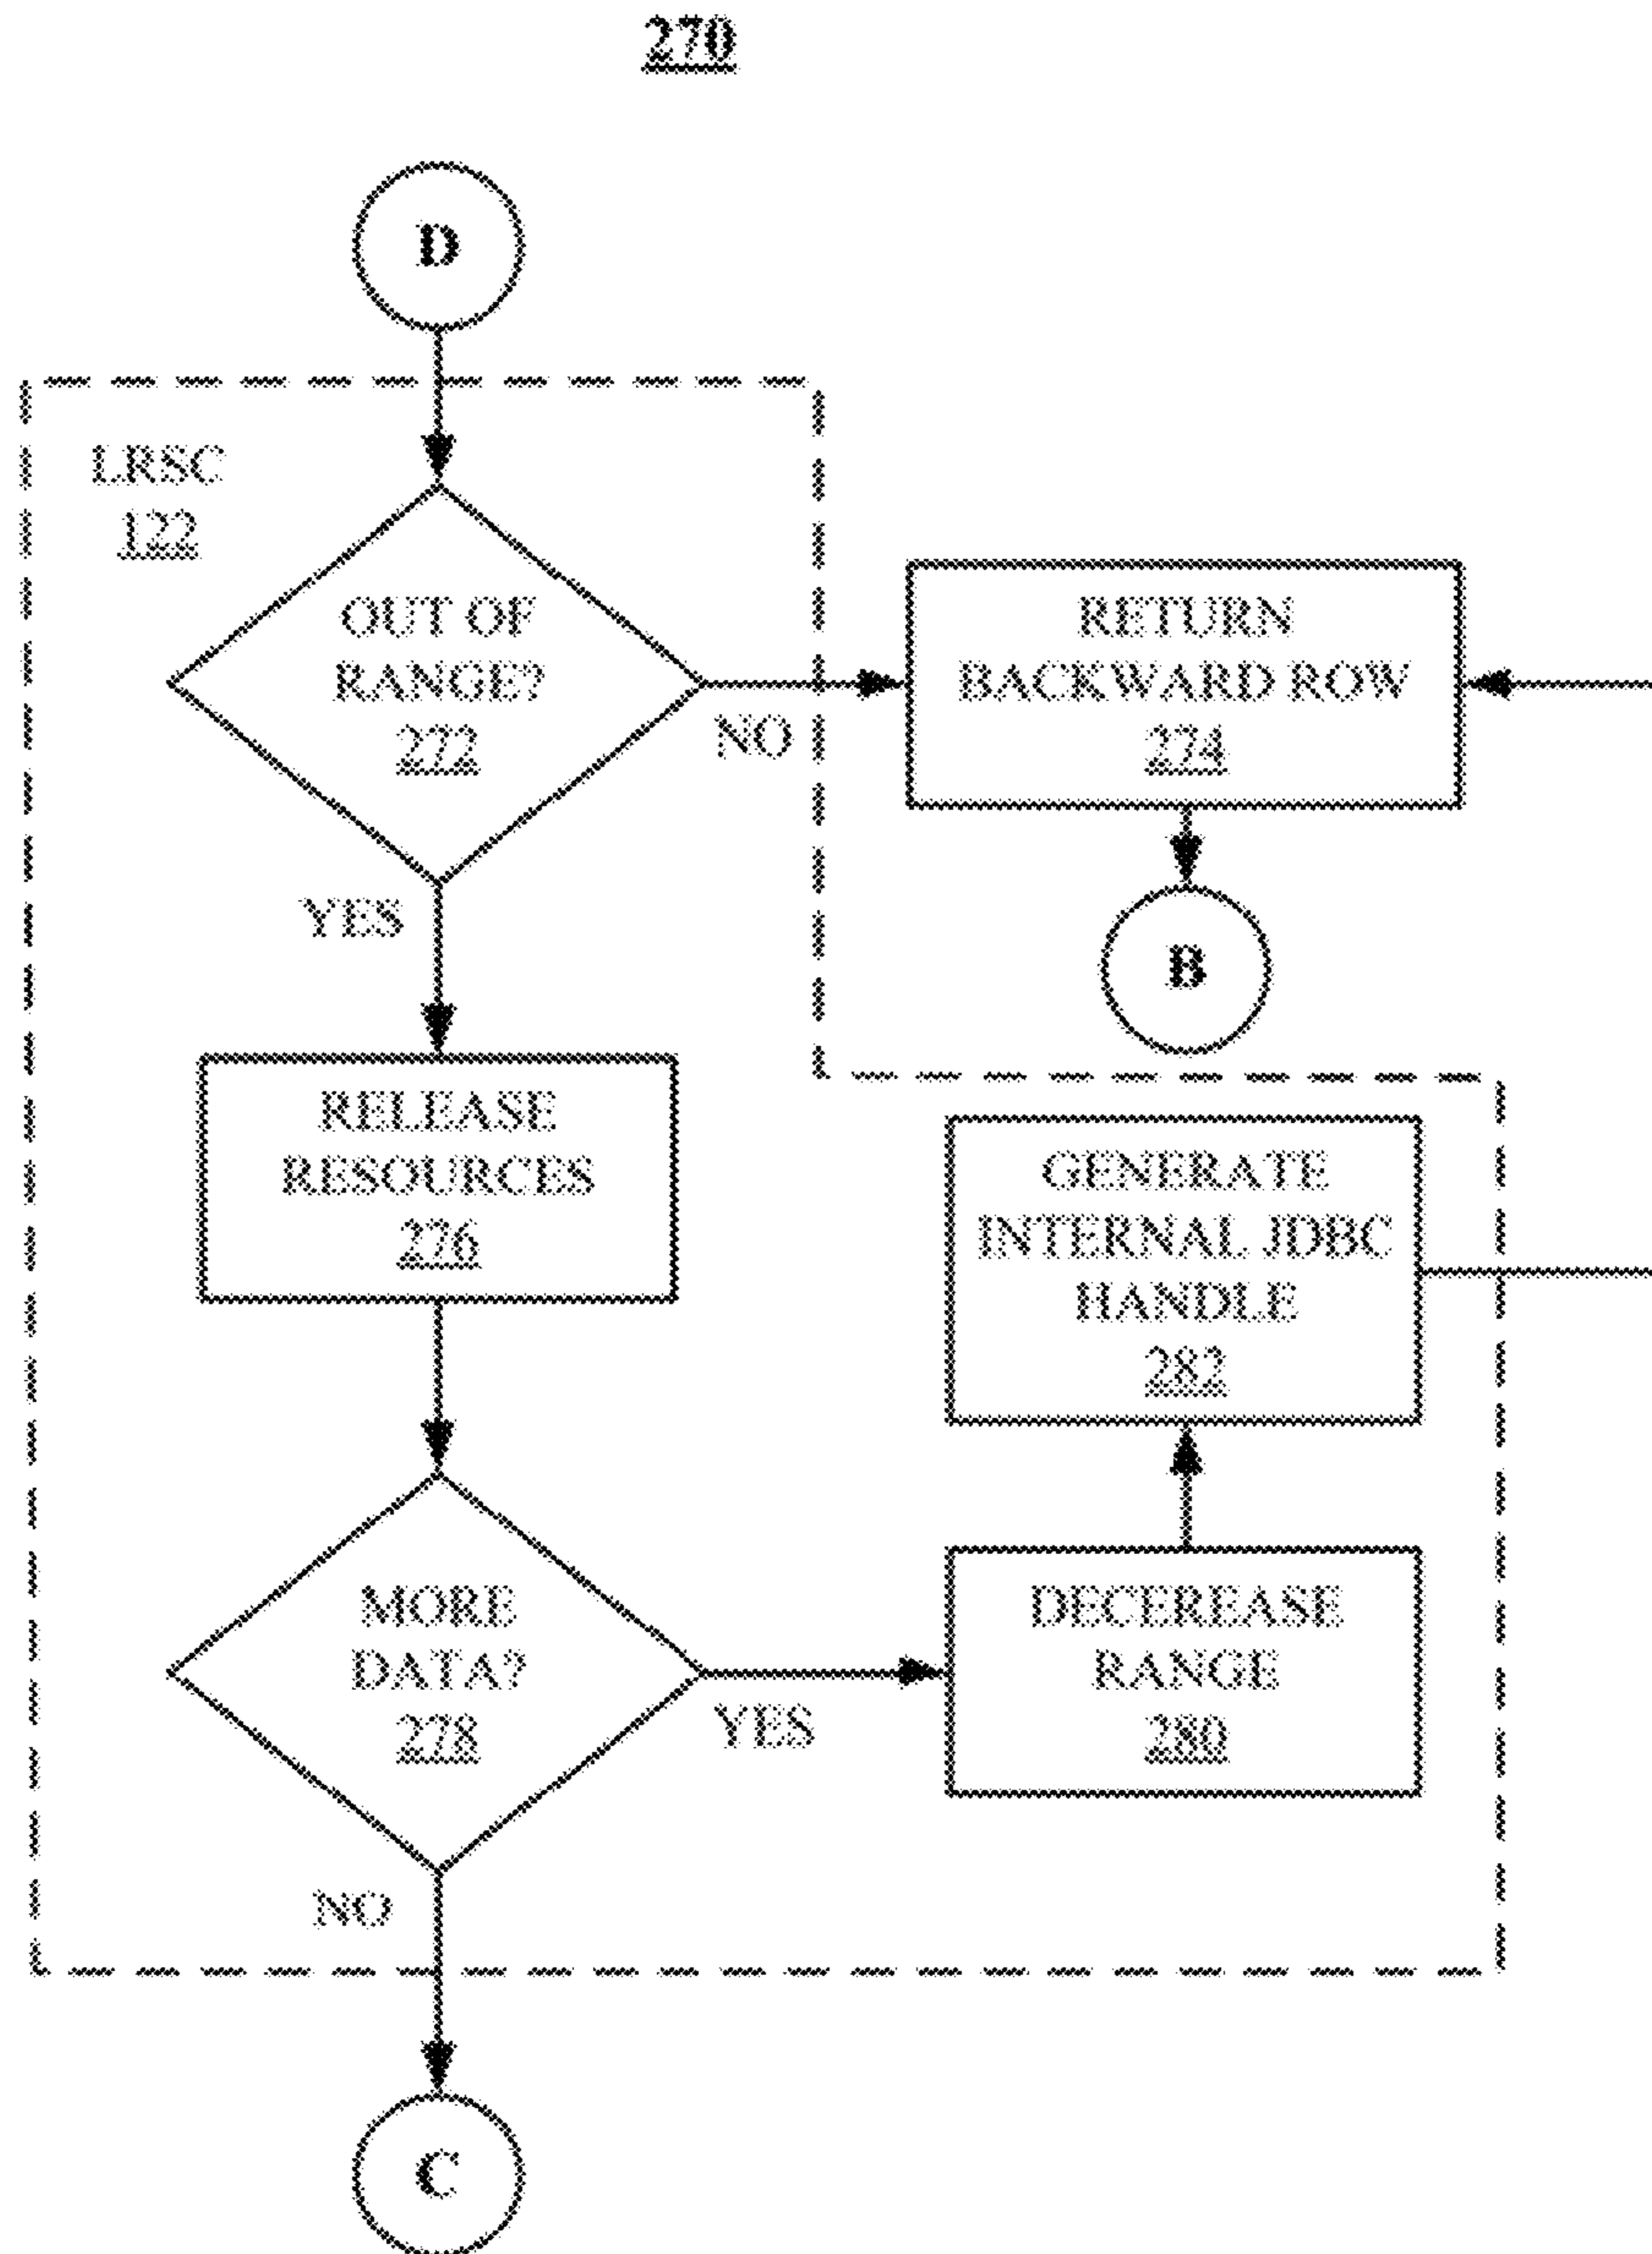 270
D
LRSC
122
OUT OF
RANGE?
272
NO
RETURN
BACKWARD ROW
274
YES
B
RELEASE
RESOURCES
276
GENERATE
INTERNAL JDBC
HANDLE
282
MORE
DATA?
278
YES
DECEREASE
RANGE
280
NO
C